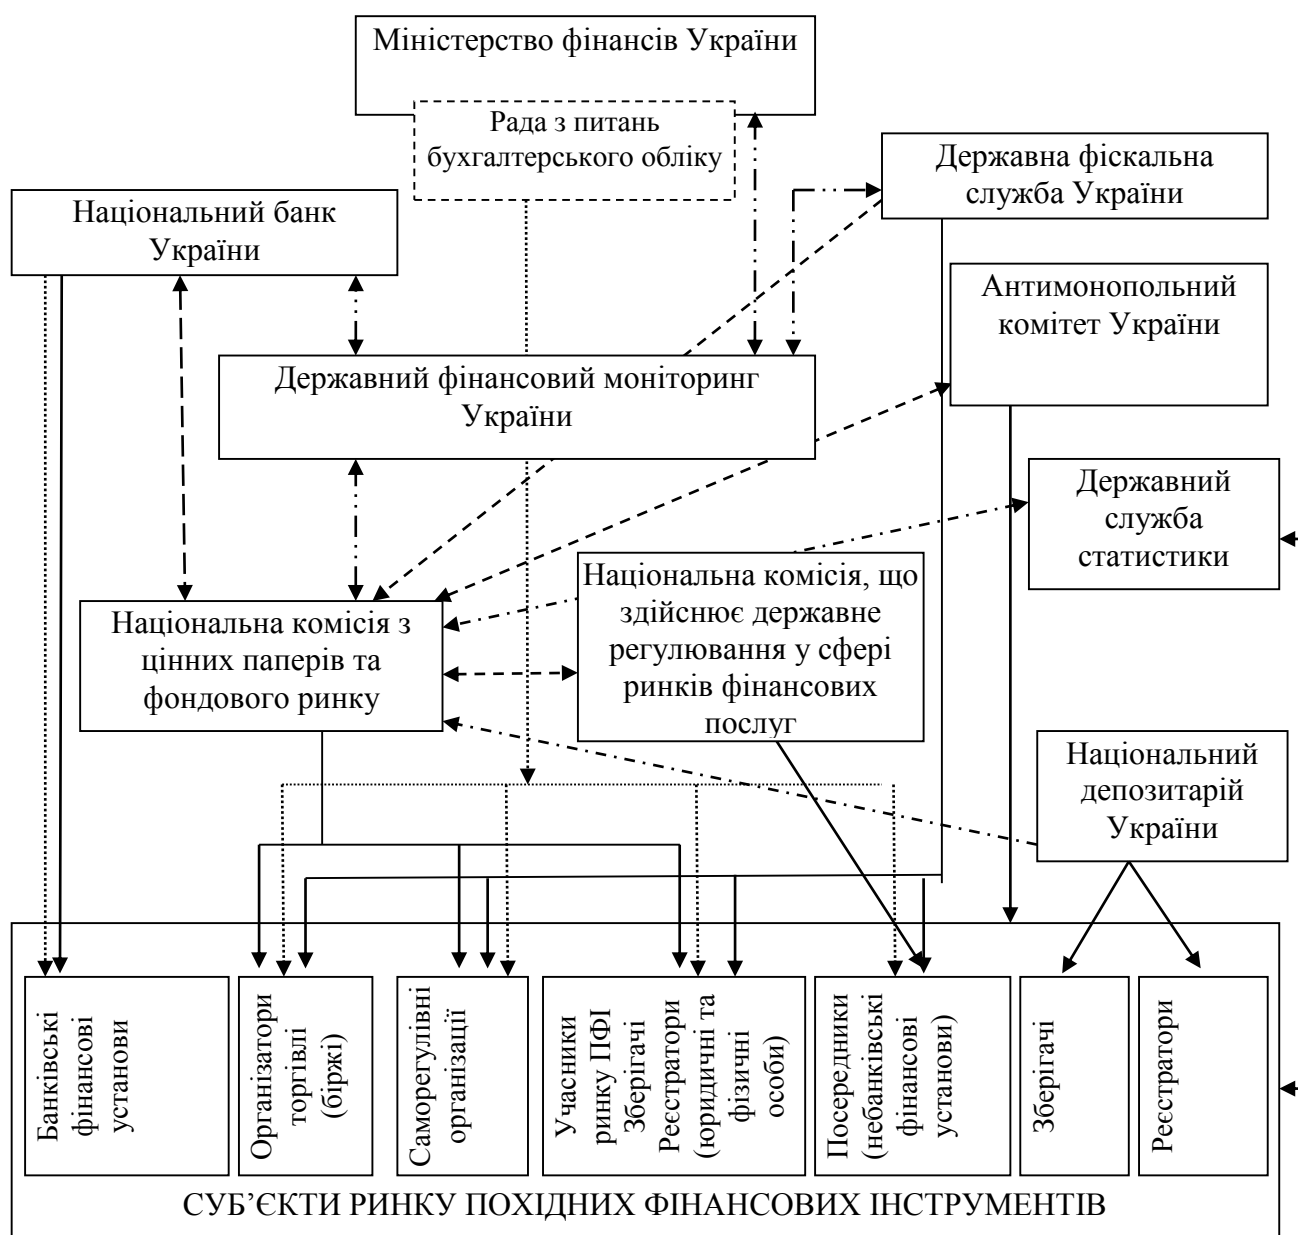 Міністерство фінансів України
Рада з питань
бухгалтерського обліку
Державна фіскальна
служба України
Національний банк
України
Антимонопольний
комітет України
Державний фінансовий моніторинг
України
Державний
служба
статистики
Національна комісія, що
здійснює державне
регулювання у сфері
ринків фінансових
послуг
Національна комісія з
цінних паперів та
фондового ринку
Національний
депозитарій
України
Банківські
фінансові
установи
Організатори
торгівлі
(біржі)
Саморегулівні
організації
Учасники
ринку ПФІ
Зберігачі
Реєстратори
(юридичні та
фізичні
особи)
Посередники
(небанківські
фінансові
установи)
Зберігачі
Реєстратори
СУБ’ЄКТИ РИНКУ ПОХІДНИХ ФІНАНСОВИХ ІНСТРУМЕНТІВ